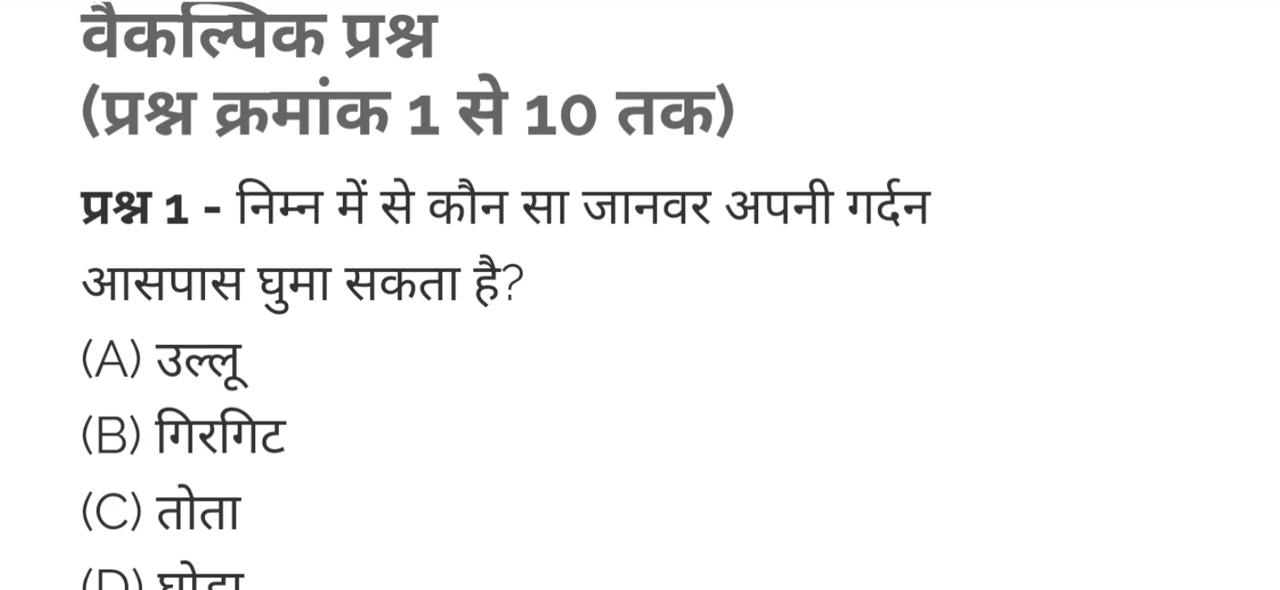 वैकल्पिक प्रश्न
(प्रश्न क्रमांक 1 से 10 तक)
प्रश्न 1 - निम्न में से कौन सा जानवर अपनी गर्दन
आसपास घुमा सकता है?
(A) उल्लू
(B) गिरगिट
(C) तोता
(D) घोड़ा